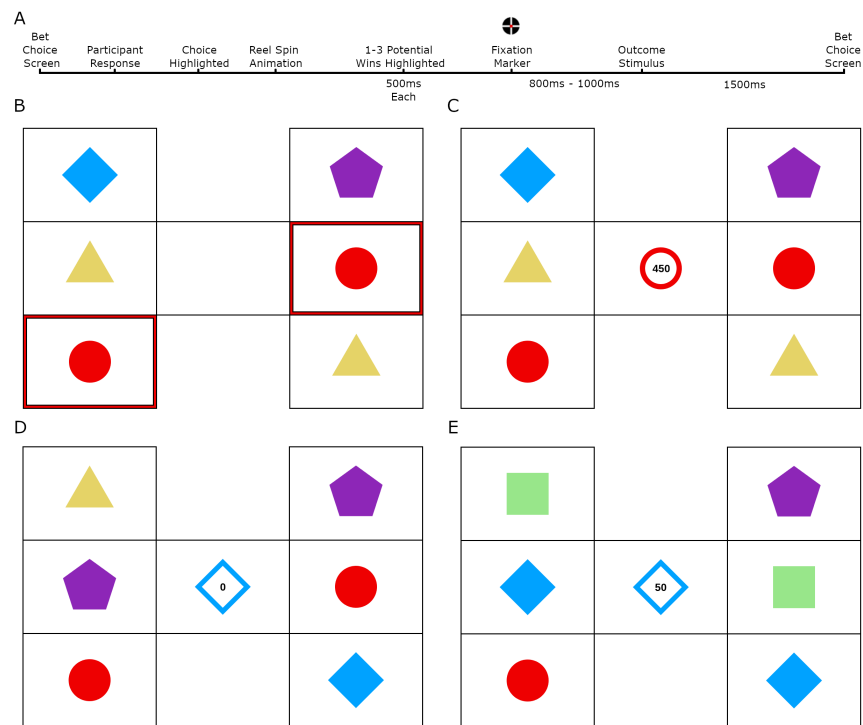 A
Bet
Choice
Screen
Participant
Response
Choice
Highlighted
Reel Spin
Animation
1-3 Potential
Wins Highlighted
Fixation
Marker
Outcome
Stimulus
Bet
Choice
Screen
500ms
Each
800ms - 1000ms
1500ms
B
C
450
D
E
0
50